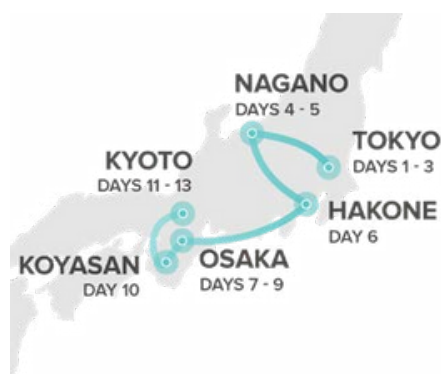 NAGANO
DAYS 4 - 5
TOKYO
DAYS 1 - 3
KYOTO
DAYS 11 - 13
HAKONE
DAY 6
KOYASAN
DAY 10
OSAKA
DAYS 7 - 9